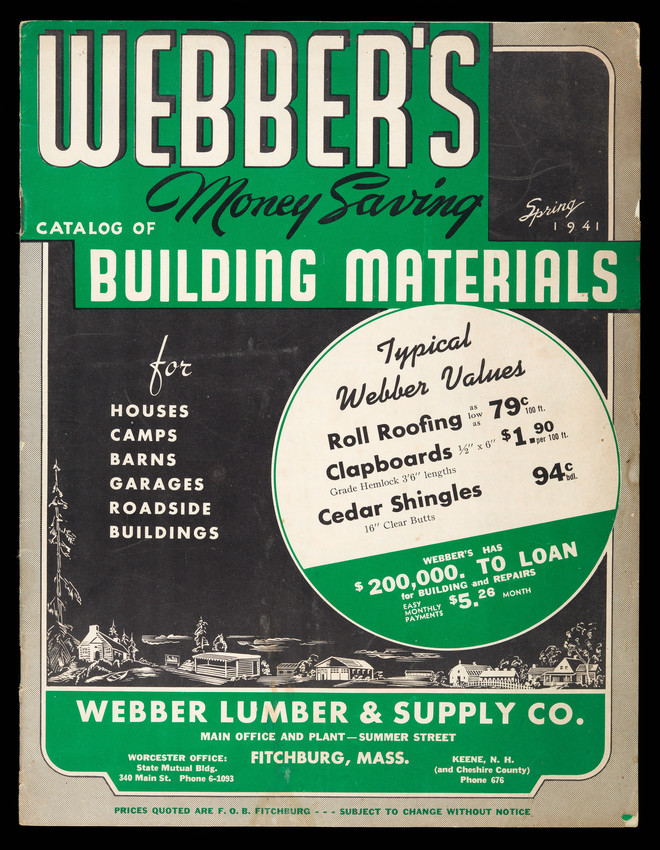 WEBBER'S
Money Saving
CATALOG OF
Spring
1941
BUILDING MATERIALS
for
HOUSES
CAMPS
BARNS
GARAGES
ROADSIDE
BUILDINGS
Typical
Webber Values
Roll Roofing as low as 79¢ 100 ft.
Clapboards ½" x 6" $1.90 per 100 ft.
Grade Hemlock 3'6" lengths
Cedar Shingles 94¢ bdl.
16" Clear Butts
WEBBER'S HAS
$200,000. TO LOAN
for BUILDING and REPAIRS
EASY MONTHLY PAYMENTS $5.26 MONTH
WEBBER LUMBER & SUPPLY CO.
MAIN OFFICE AND PLANT—SUMMER STREET
FITCHBURG, MASS.
WORCESTER OFFICE:
State Mutual Bldg.
340 Main St. Phone 6-1093
KEENE, N. H.
(and Cheshire County)
Phone 676
PRICES QUOTED ARE F. O. B. FITCHBURG - - - SUBJECT TO CHANGE WITHOUT NOTICE